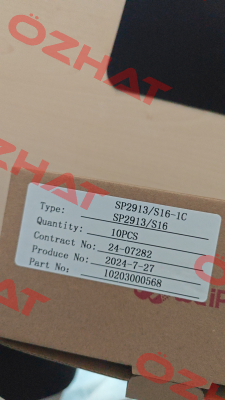 ÖZHAT
ÖZHAT
ÖZHAT
Type: SP2913/S16-1C
SP2913/S16
Quantity: 10PCS
Contract No: 24-07282
Produce No: 2024-7-27
Part No: 10203000568